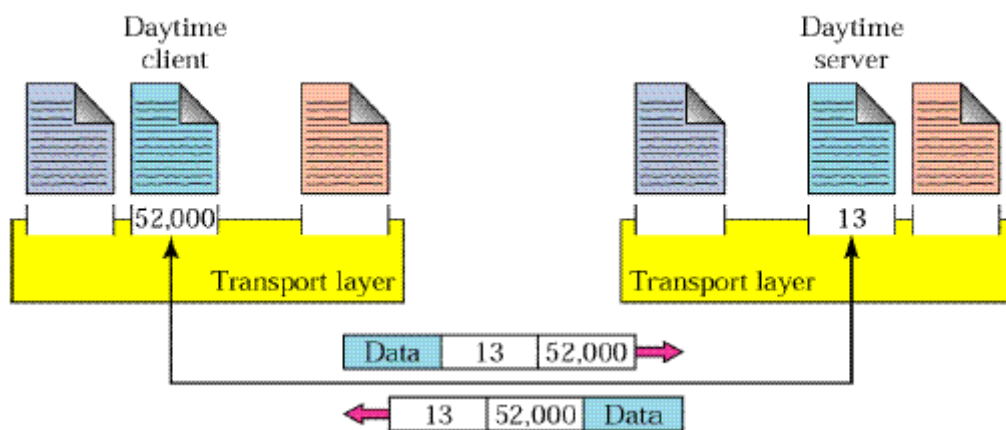 Daytime
client
Daytime
server
52,000
13
Transport layer
Transport layer
Data 13 52,000
13 52,000 Data